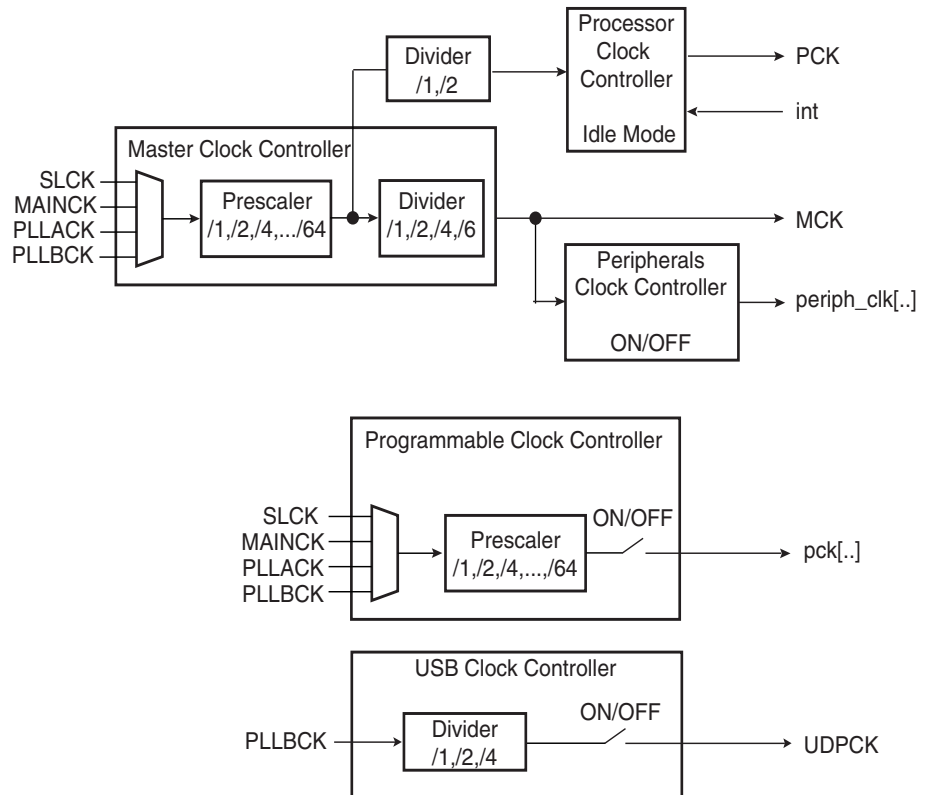 Processor
Clock
Controller
Idle Mode
Divider
/1,/2
PCK
int
Master Clock Controller
SLCK
MAINCK
PLLACK
PLLBCK
Prescaler
/1,/2,/4,.../64
Divider
/1,/2,/4,/6
MCK
Peripherals
Clock Controller
ON/OFF
periph_clk[..]
Programmable Clock Controller
SLCK
MAINCK
PLLACK
PLLBCK
Prescaler
/1,/2,/4,...,/64
ON/OFF
pck[..]
USB Clock Controller
PLLBCK
Divider
/1,/2,/4
ON/OFF
UDPCK